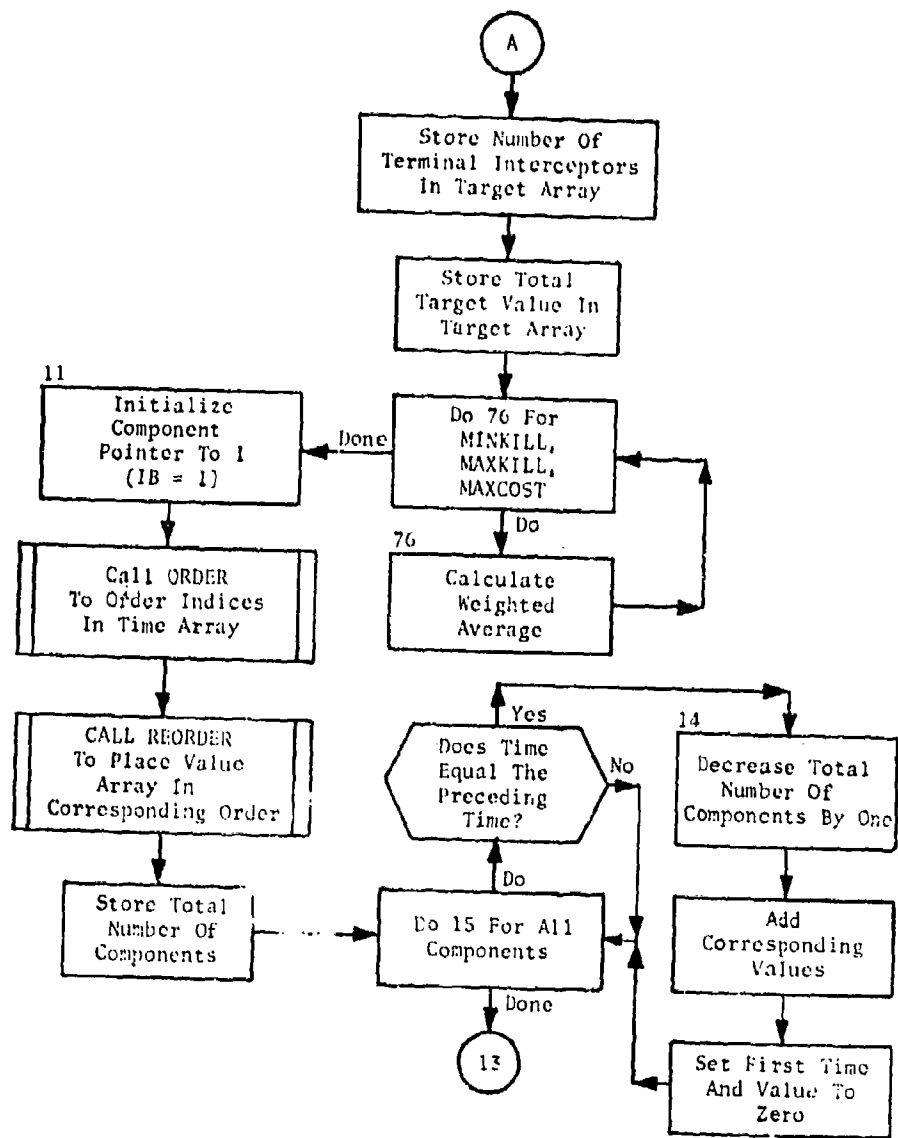 A
Store Number Of
Terminal Interceptors
In Target Array
Store Total
Target Value In
Target Array
11
Initialize
Component
Pointer To 1
(IB = 1)
Done
Do 76 For
MINKILL,
MAXKILL,
MAXCOST
Do
76
Calculate
Weighted
Average
Call ORDER
To Order Indices
In Time Array
CALL REORDER
To Place Value
Array In
Corresponding Order
Store Total
Number Of
Components
Yes
Does Time
Equal The
Preceding
Time?
No
Do
Do 15 For All
Components
Done
13
14
Decrease Total
Number Of
Components By One
Add
Corresponding
Values
Set First Time
And Value To
Zero